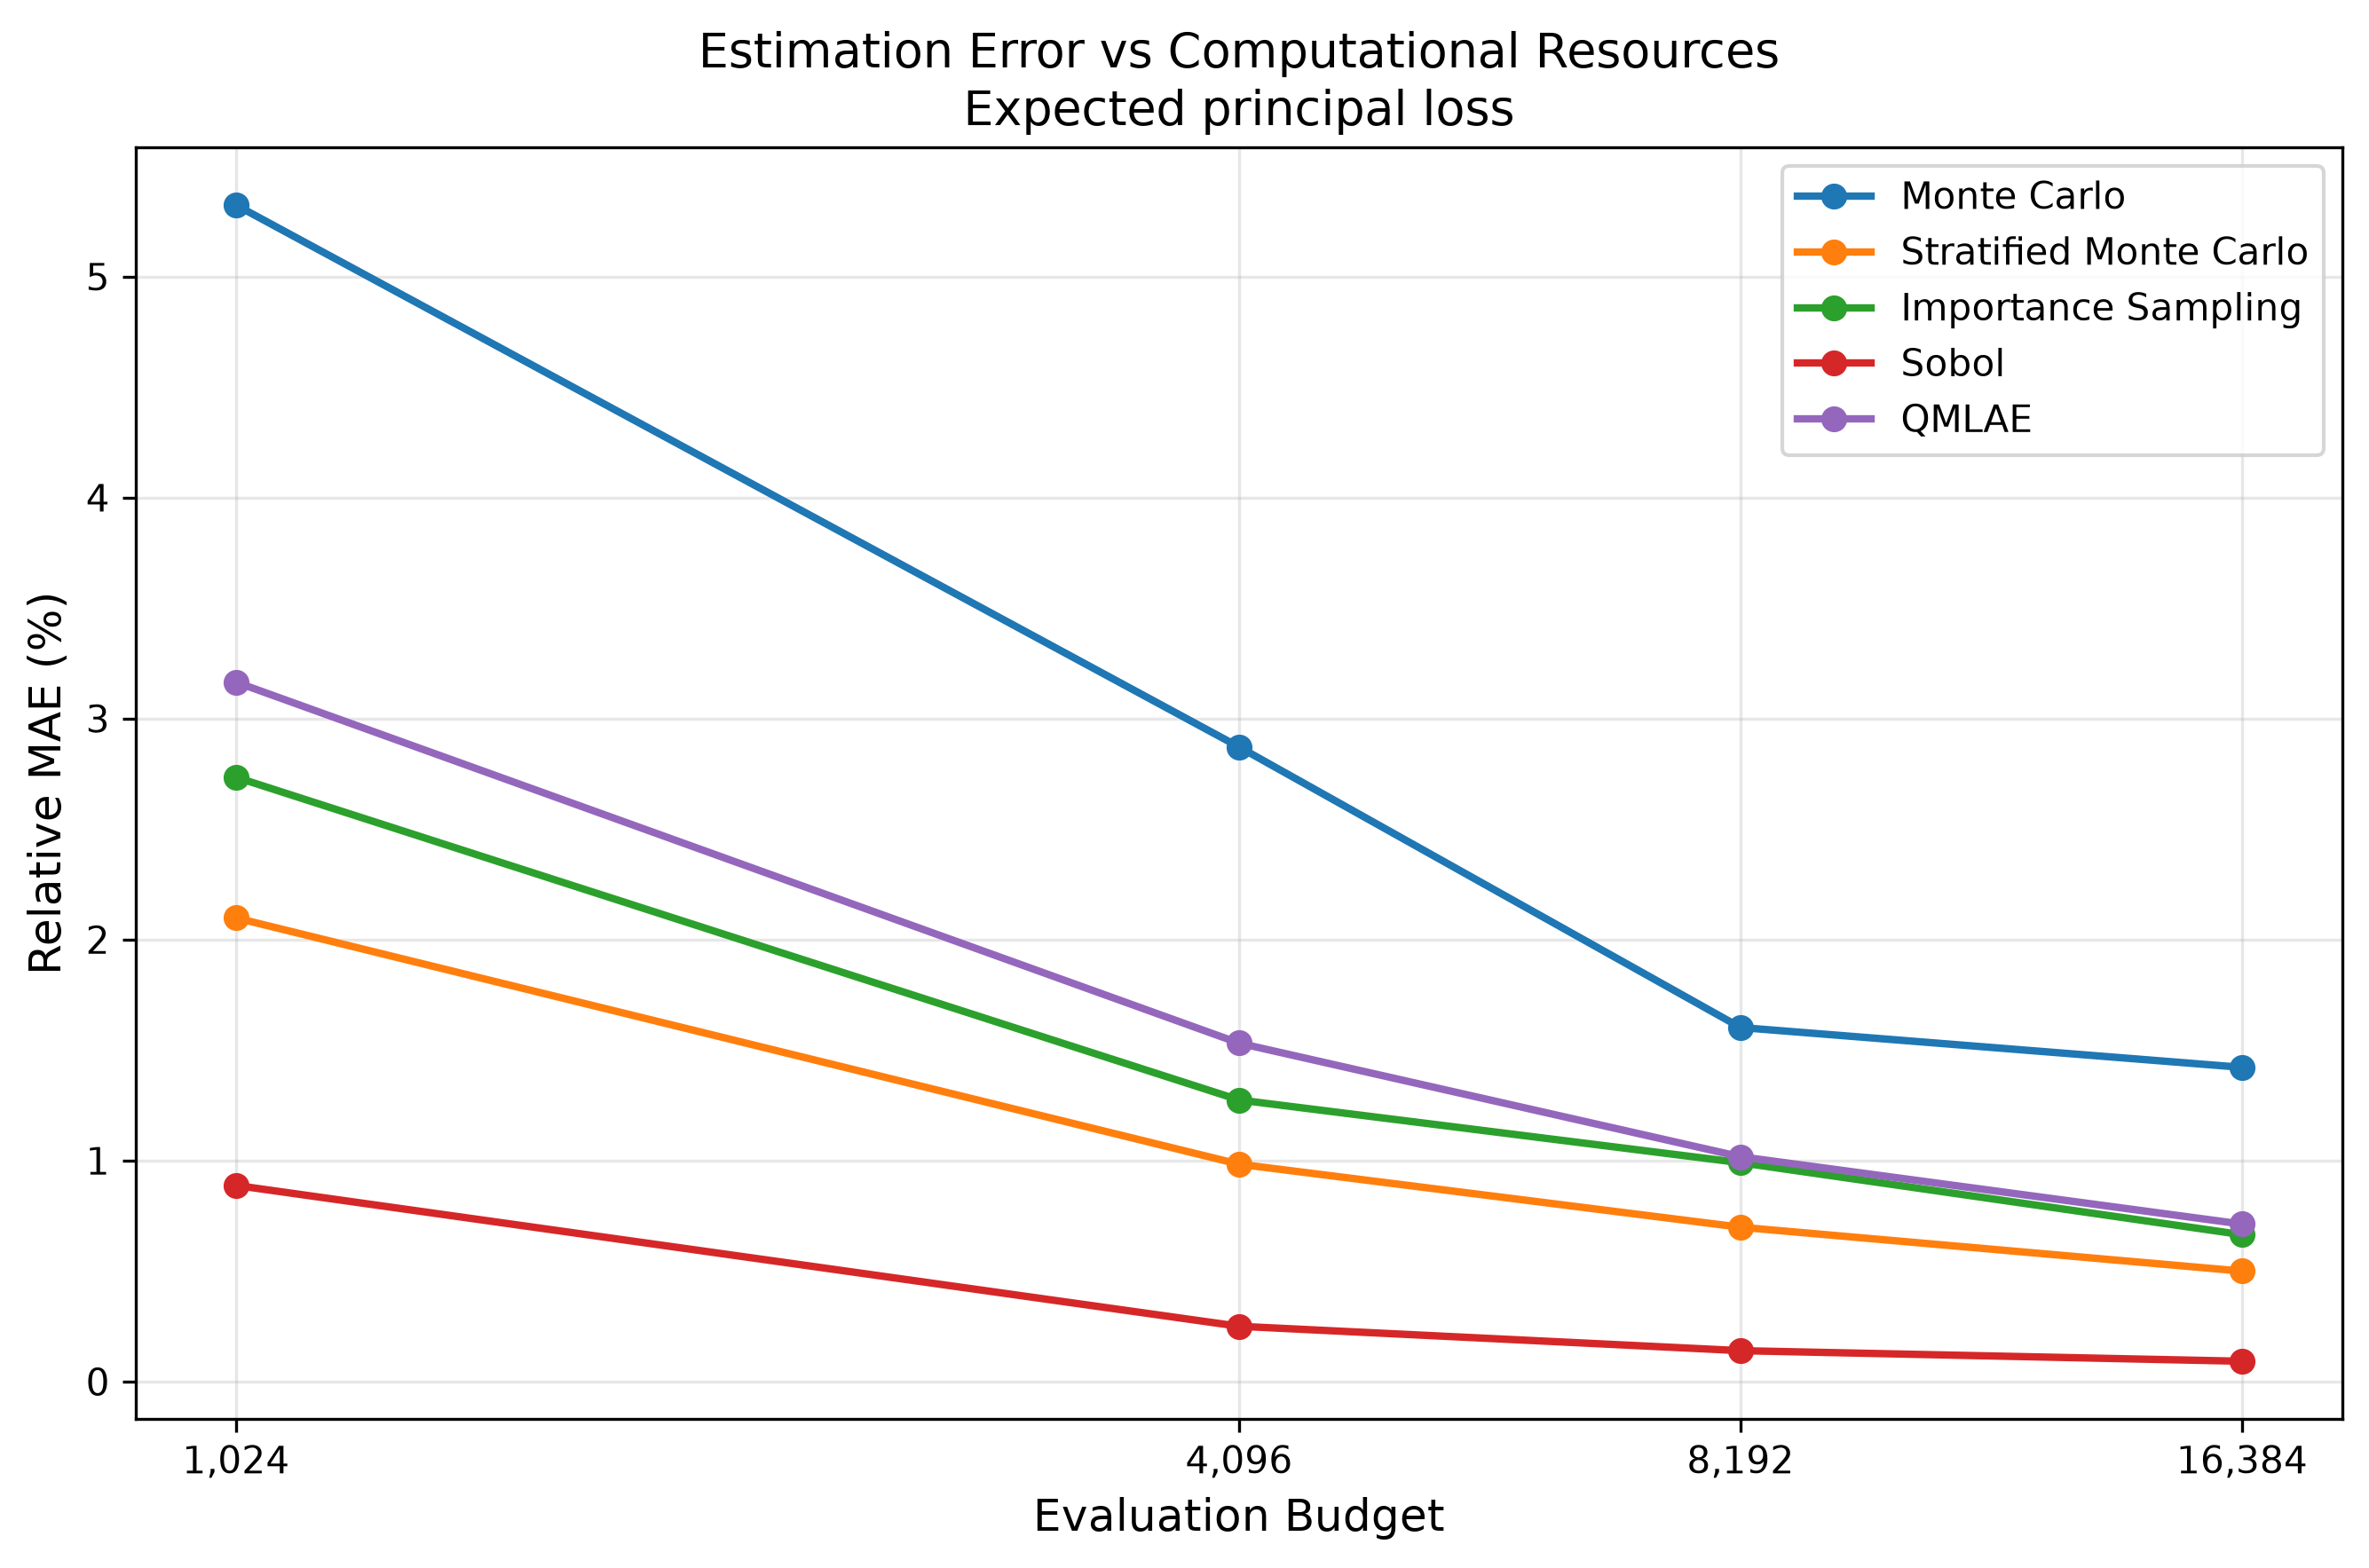 Estimation Error vs Computational Resources
Expected principal loss
Monte Carlo
Stratified Monte Carlo
Importance Sampling
Sobol
QMLAE
Relative MAE (%)
5
4
3
2
1
0
1,024
4,096
8,192
16,384
Evaluation Budget